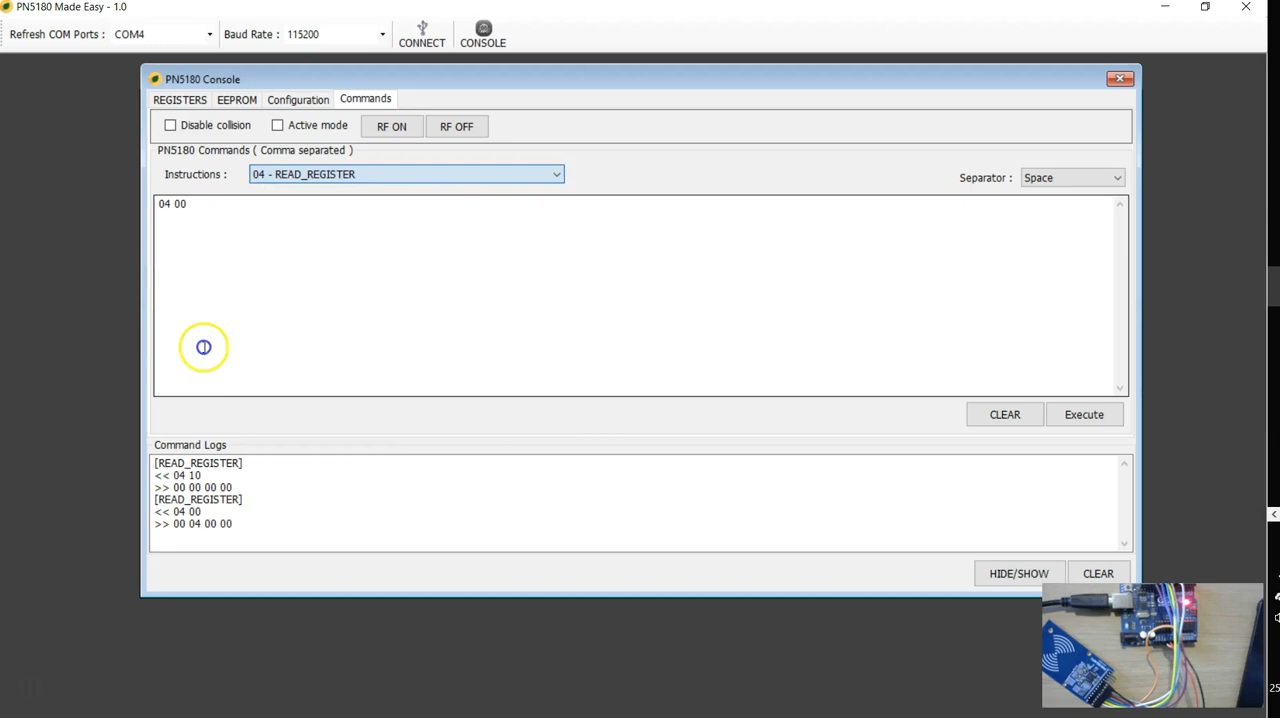 PN5180 Made Easy - 1.0
Refresh COM Ports : COM4 Baud Rate : 115200 CONNECT CONSOLE
PN5180 Console
REGISTERS EEPROM Configuration Commands
Disable collision Active mode RF ON RF OFF
PN5180 Commands ( Comma separated )
Instructions : 04 - READ_REGISTER Separator : Space
04 00
CLEAR Execute
Command Logs
[READ_REGISTER]
<< 04 10
>> 00 00 00 00
[READ_REGISTER]
<< 04 00
>> 00 04 00 00
HIDE/SHOW CLEAR
25